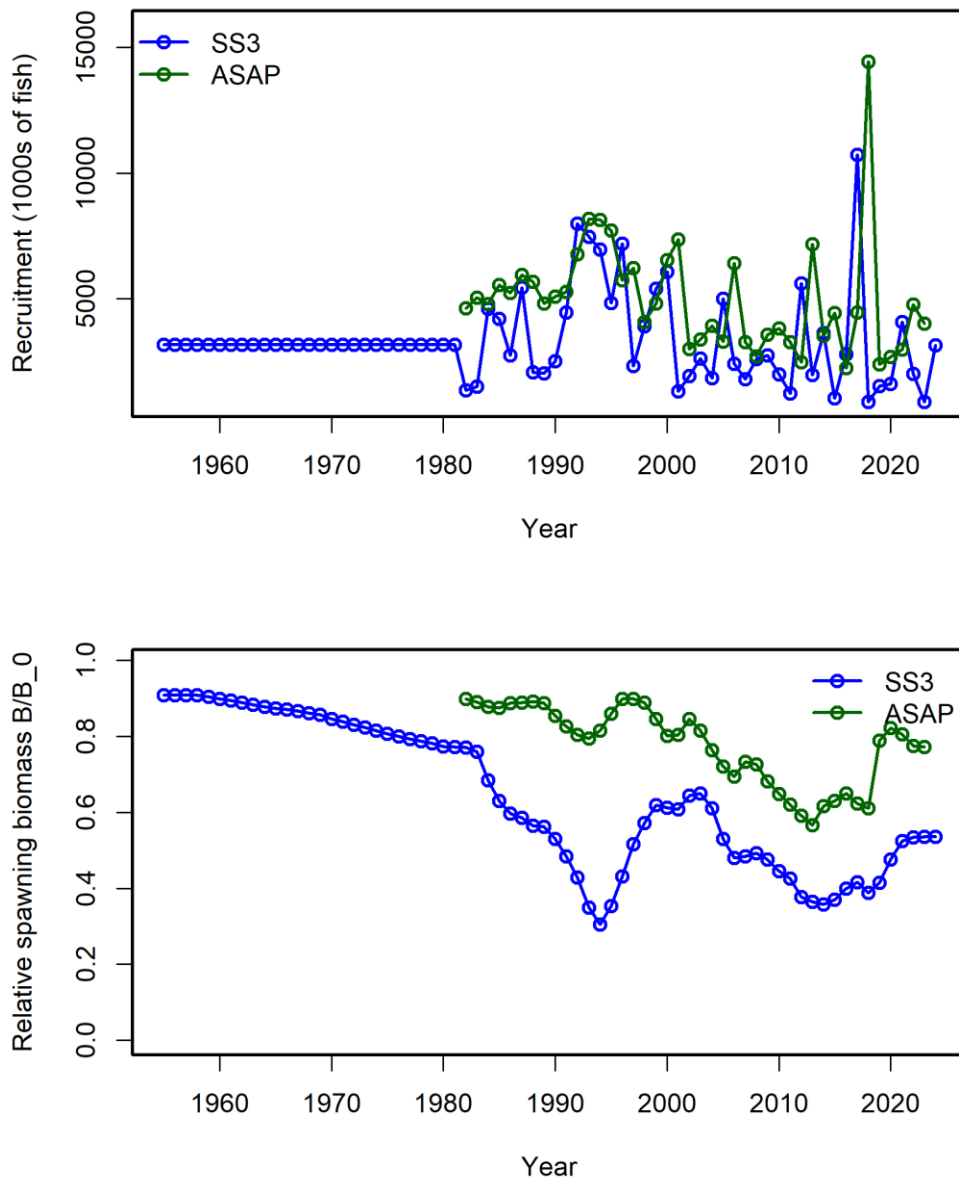 Recruitment (1000s of fish)
15000
10000
5000
SS3
ASAP
1960 1970 1980 1990 2000 2010 2020
Year
Relative spawning biomass B/B_0
1.0
0.8
0.6
0.4
0.2
0.0
SS3
ASAP
1960 1970 1980 1990 2000 2010 2020
Year